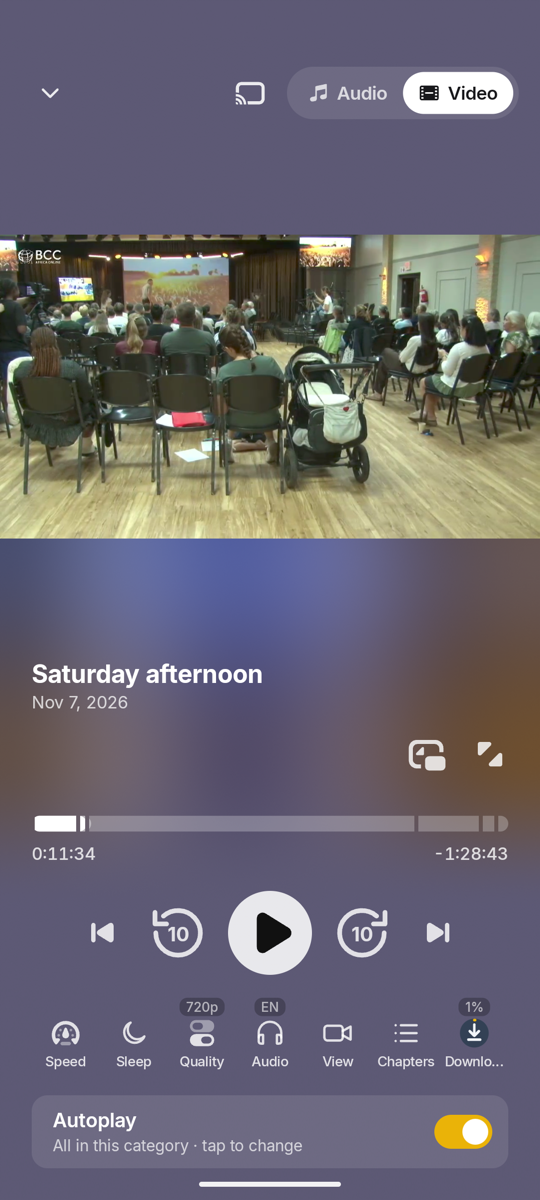 Audio
Video
BCC
Saturday afternoon
Nov 7, 2026
0:11:34
-1:28:43
10
10
720p
EN
1%
Speed
Sleep
Quality
Audio
View
Chapters
Downlo...
Autoplay
All in this category · tap to change